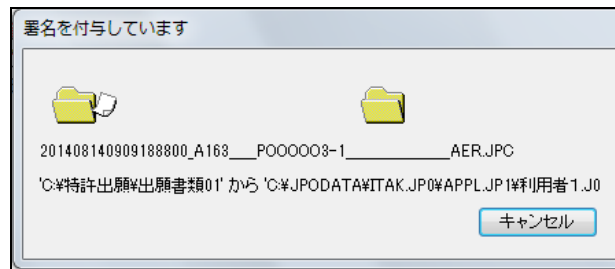 署名を付与しています
201408140909188800_A163___POOOOO3-1____________AER.JPC
'C:¥特許出願¥出願書類01' から 'C:¥JPODATA¥ITAK.JP0¥APPL.JP1¥利用者1.J0
キャンセル